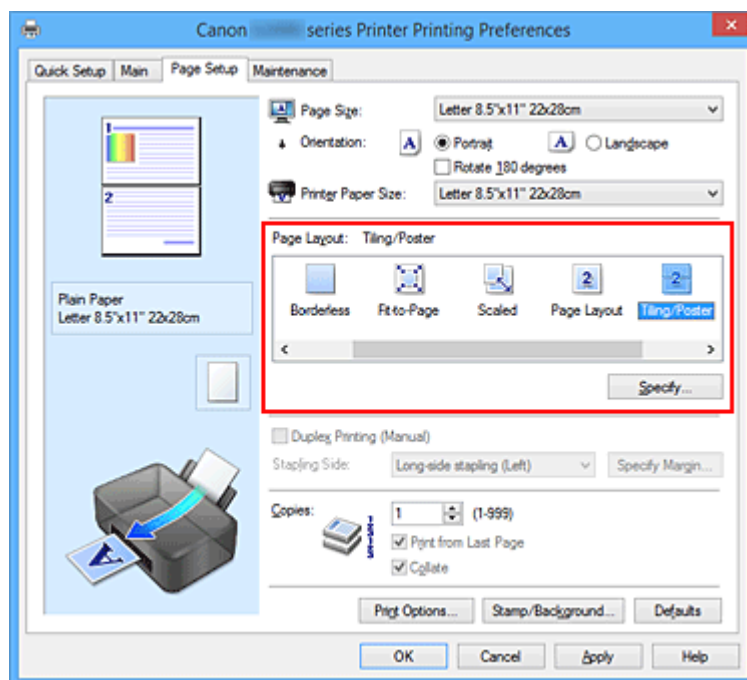 Canon series Printer Printing Preferences
Quick Setup Main Page Setup Maintenance
1
2
Plain Paper
Letter 8.5"x11" 22x28cm
Page Size: Letter 8.5"x11" 22x28cm
Orientation: A Portrait A Landscape
Rotate 180 degrees
Printer Paper Size: Letter 8.5"x11" 22x28cm
Page Layout: Tiling/Poster
2 2
Borderless Fit-to-Page Scaled Page Layout Tiling/Poster
Specify...
Duplex Printing (Manual)
Stapling Side: Long-side stapling (Left) Specify Margin...
Copies: 1 (1-999)
Print from Last Page
Collate
A
Print Options... Stamp/Background... Defaults
OK Cancel Apply Help